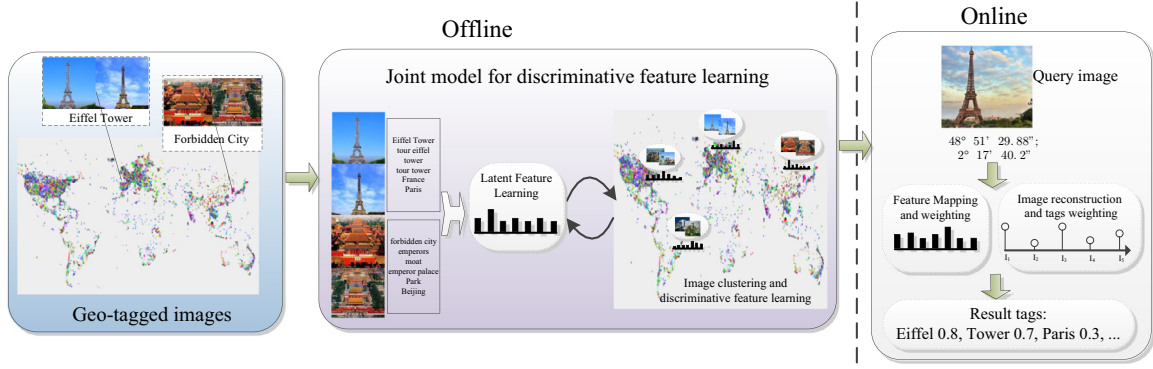 Offline
Online
Eiffel Tower
Forbidden City
Geo-tagged images
Joint model for discriminative feature learning
Eiffel Tower
tour eiffel
tower
tour tower
France
Paris
forbidden city
emperors
moat
emperor palace
Park
Beijing
Latent Feature
Learning
Image clustering and
discriminative feature learning
Query image
48° 51’ 29.88”;
2° 17’ 40.2”
Feature Mapping
and weighting
Image reconstruction
and tags weighting
I₁ I₂ I₃ I₄ I₅
Result tags:
Eiffel 0.8, Tower 0.7, Paris 0.3, ...